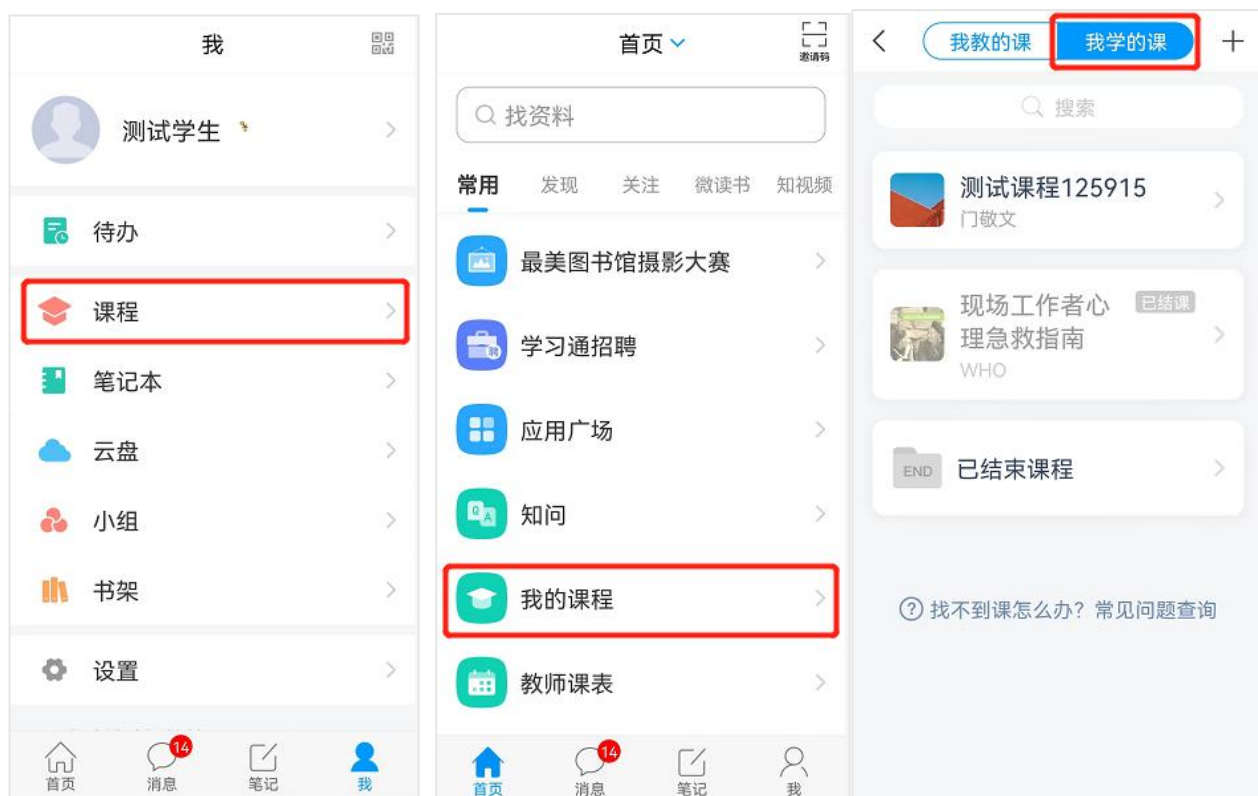 我
测试学生
待办
课程
笔记本
云盘
小组
书架
设置
14
首页
消息
笔记
我
首页
邀请码
找资料
常用 发现 关注 微读书 知视频
最美图书馆摄影大赛
聘
学习通招聘
应用广场
Q A
知问
我的课程
教师课表
14
首页
消息
笔记
我
我教的课 我学的课
搜索
测试课程125915
门敬文
现场工作者心 已结课
理急救指南
WHO
END 已结束课程
? 找不到课怎么办？常见问题查询